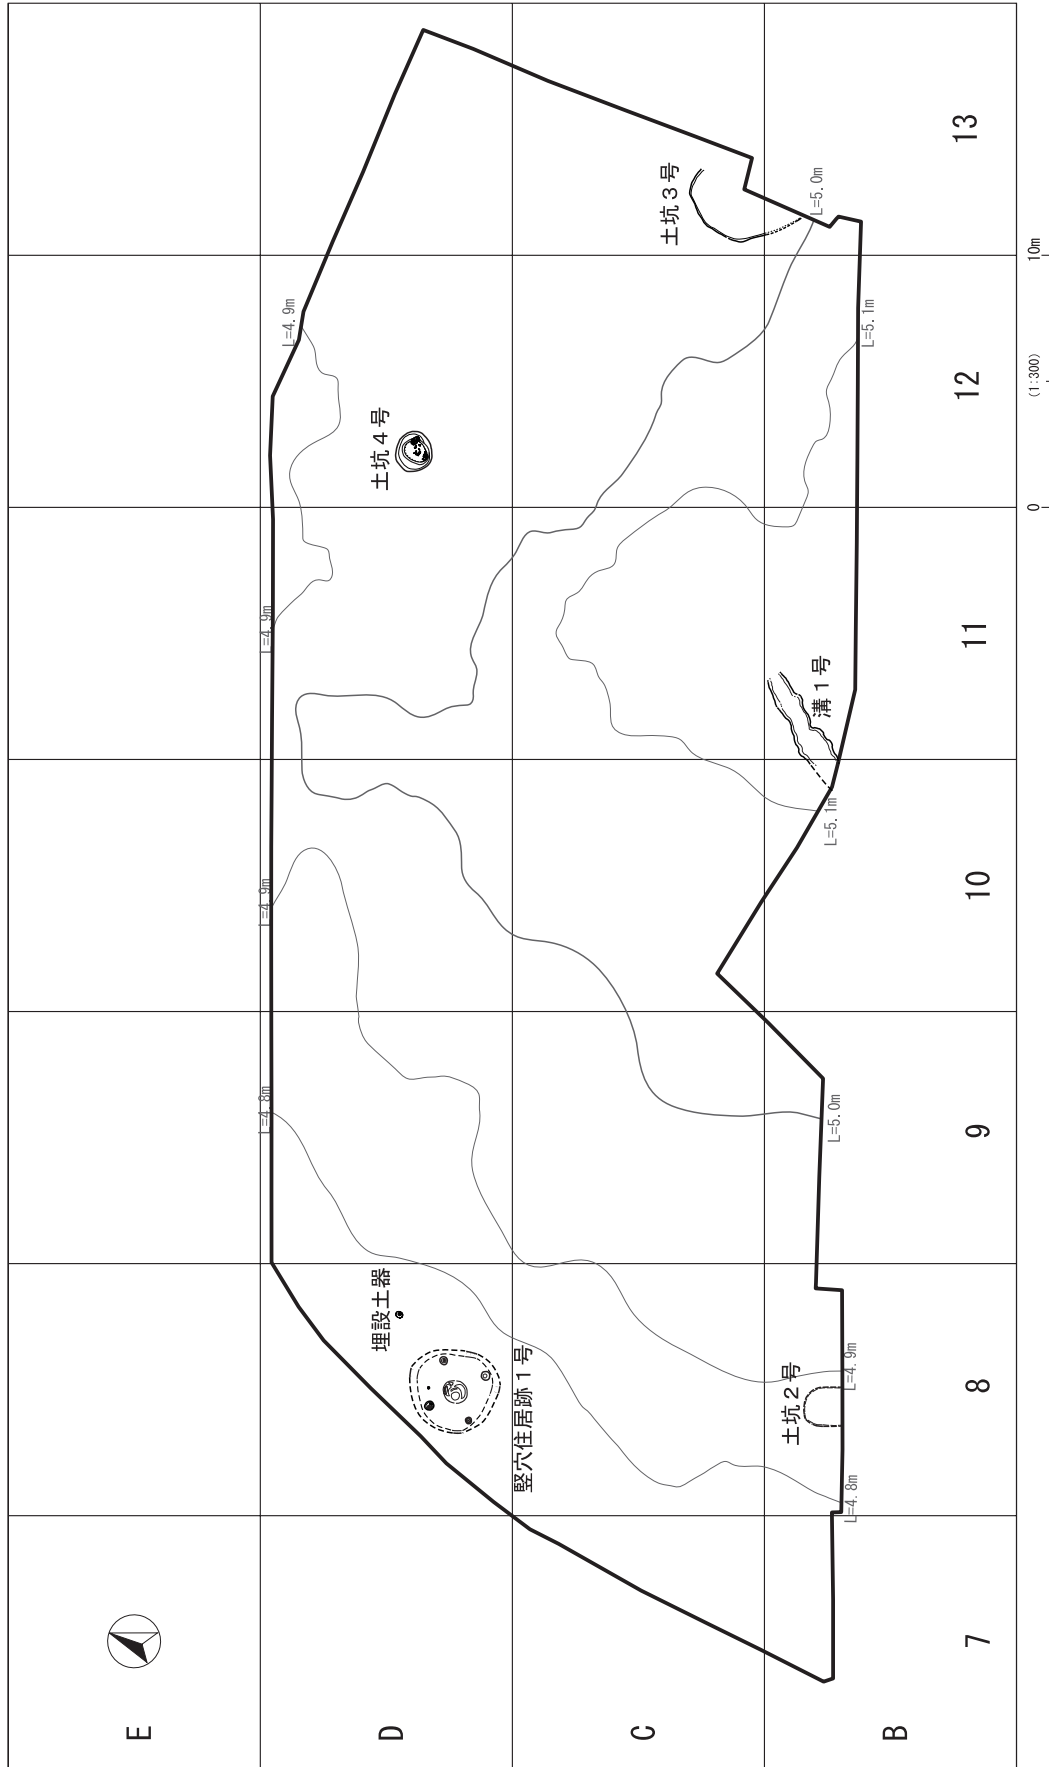 E
D
C
B
7
8
9
10
11
12
13
L=4.8m
L=4.9m
L=4.9m
L=4.9m
埋設土器
竪穴住居跡1号
土坑2号
土坑3号
土坑4号
溝1号
L=4.8m
L=4.9m
L=5.0m
L=5.1m
L=5.1m
L=5.0m
0
(1:300)
10m